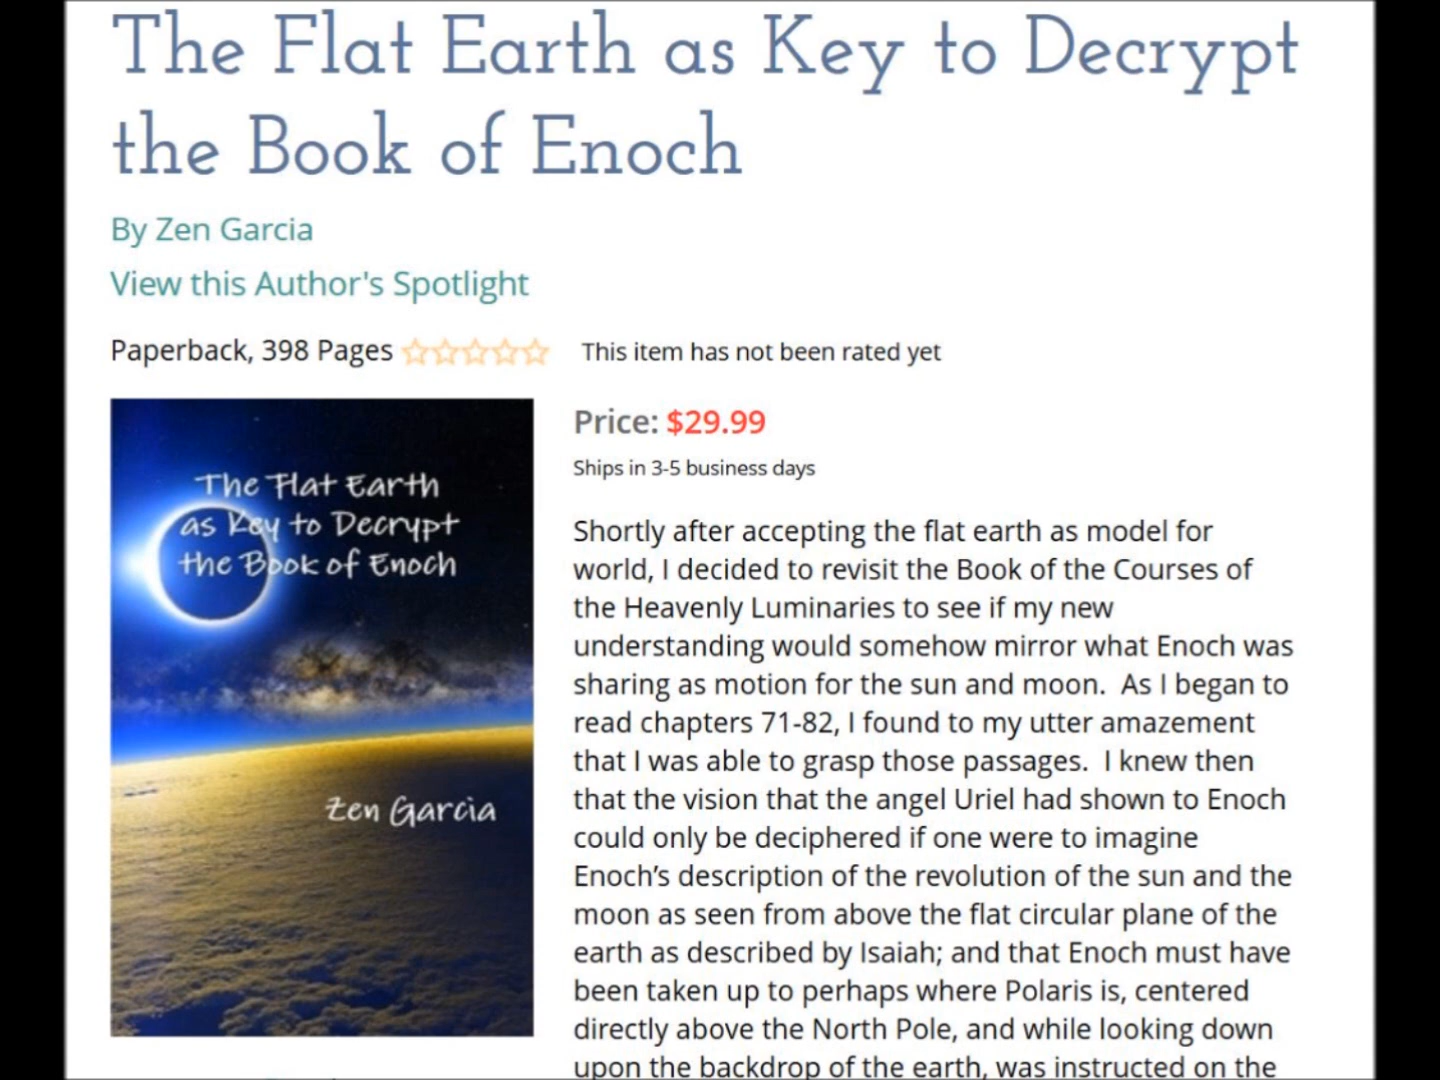 The Flat Earth as Key to Decrypt
the Book of Enoch
By Zen Garcia
View this Author's Spotlight
Paperback, 398 Pages
This item has not been rated yet
The Flat Earth
as Key to Decrypt
the Book of Enoch
Zen Garcia
Price: $29.99
Ships in 3-5 business days
Shortly after accepting the flat earth as model for
world, I decided to revisit the Book of the Courses of
the Heavenly Luminaries to see if my new
understanding would somehow mirror what Enoch was
sharing as motion for the sun and moon.  As I began to
read chapters 71-82, I found to my utter amazement
that I was able to grasp those passages.  I knew then
that the vision that the angel Uriel had shown to Enoch
could only be deciphered if one were to imagine
Enoch’s description of the revolution of the sun and the
moon as seen from above the flat circular plane of the
earth as described by Isaiah; and that Enoch must have
been taken up to perhaps where Polaris is, centered
directly above the North Pole, and while looking down
upon the backdrop of the earth, was instructed on the